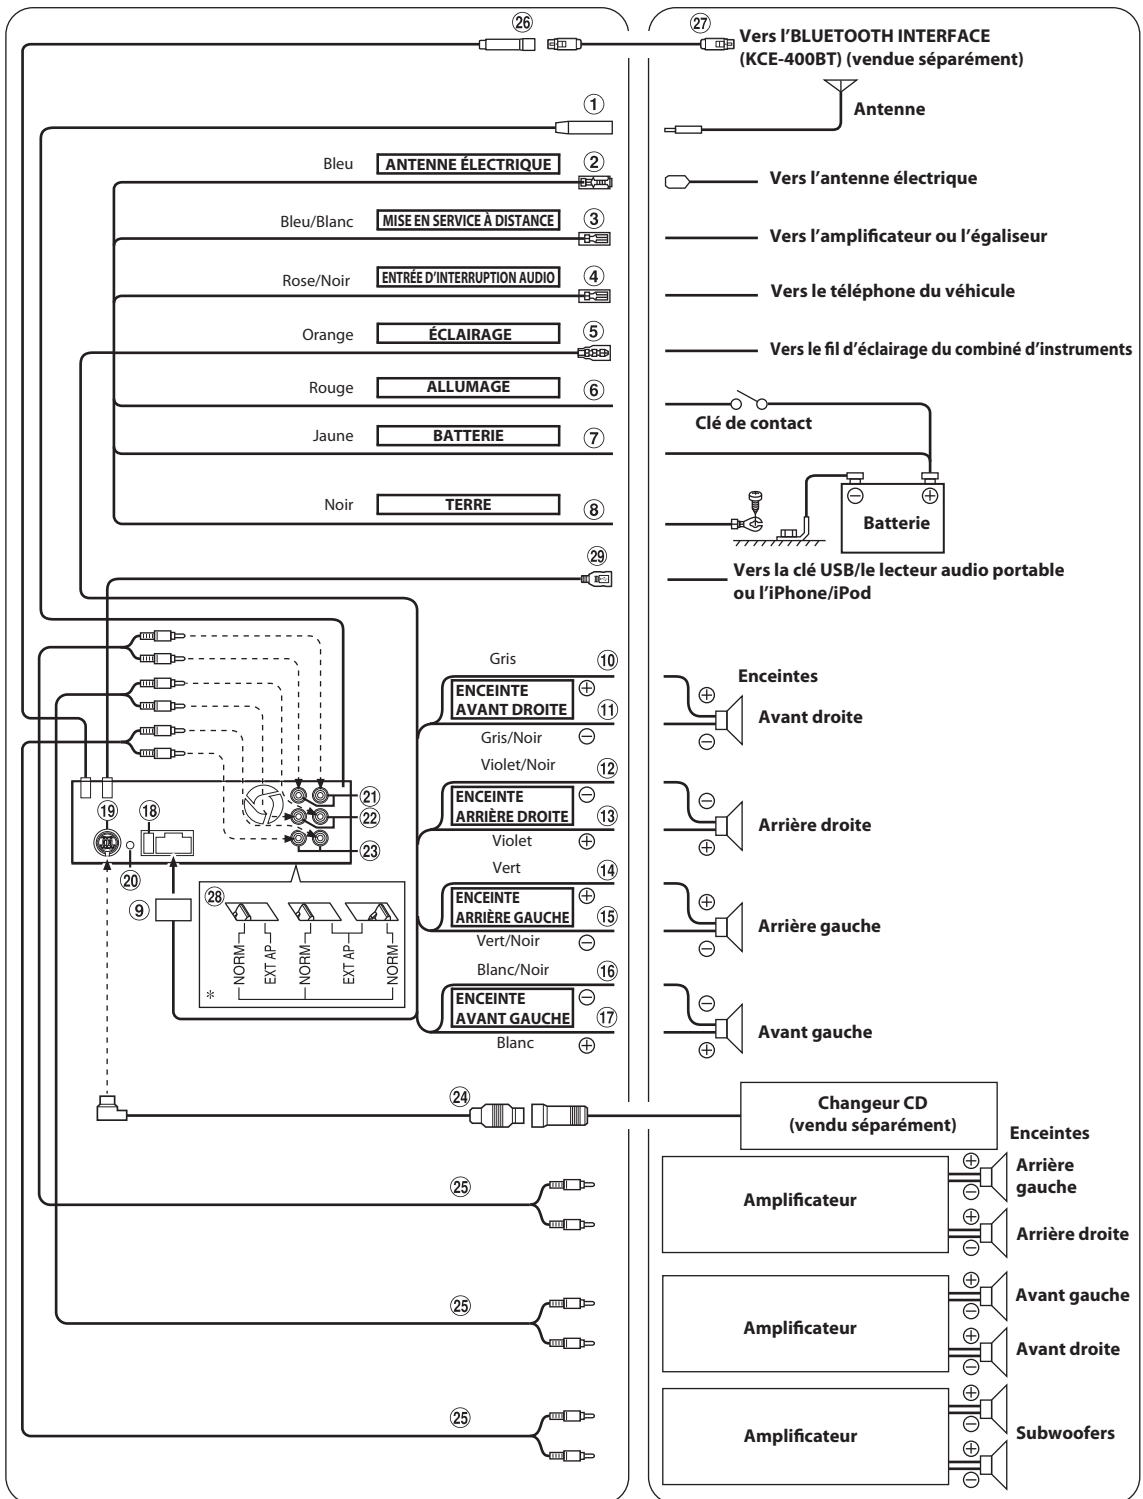 ㉖ ㉗ Vers l'BLUETOOTH INTERFACE
(KCE-400BT) (vendue séparément)
① Antenne
Bleu ANTENNE ÉLECTRIQUE ② Vers l'antenne électrique
Bleu/Blanc MISE EN SERVICE À DISTANCE ③ Vers l'amplificateur ou l'égaliseur
Rose/Noir ENTRÉE D'INTERRUPTION AUDIO ④ Vers le téléphone du véhicule
Orange ÉCLAIRAGE ⑤ Vers le fil d'éclairage du combiné d'instruments
Rouge ALLUMAGE ⑥ Clé de contact
Jaune BATTERIE ⑦
Noir TERRE ⑧ ⊖ ⊕
Batterie
㉙ Vers la clé USB/le lecteur audio portable
ou l'iPhone/iPod
Gris ⑩ Enceintes
ENCEINTE
AVANT DROITE ⊕ ⑪ ⊕ ⊖ Avant droite
Gris/Noir ⊖
Violet/Noir ⑫
ENCEINTE
ARRIÈRE DROITE ⊖ ⑬ ⊖ ⊕ Arrière droite
Violet ⊕
Vert ⑭
ENCEINTE
ARRIÈRE GAUCHE ⊕ ⑮ ⊕ ⊖ Arrière gauche
Vert/Noir ⊖
Blanc/Noir ⑯
ENCEINTE
AVANT GAUCHE ⊖ ⑰ ⊖ ⊕ Avant gauche
Blanc ⊕
⑲ ⑱ ㉑
㉒
㉓
⑳
⑨ ㉘
NORM EXT AP NORM EXT AP NORM
*
㉔ Changeur CD
(vendu séparément)
Enceintes
㉕ Amplificateur ⊕ ⊖ Arrière
gauche
⊕ ⊖ Arrière droite
㉕ Amplificateur ⊕ ⊖ Avant gauche
⊕ ⊖ Avant droite
㉕ Amplificateur ⊕ ⊖ ⊕ ⊖ Subwoofers